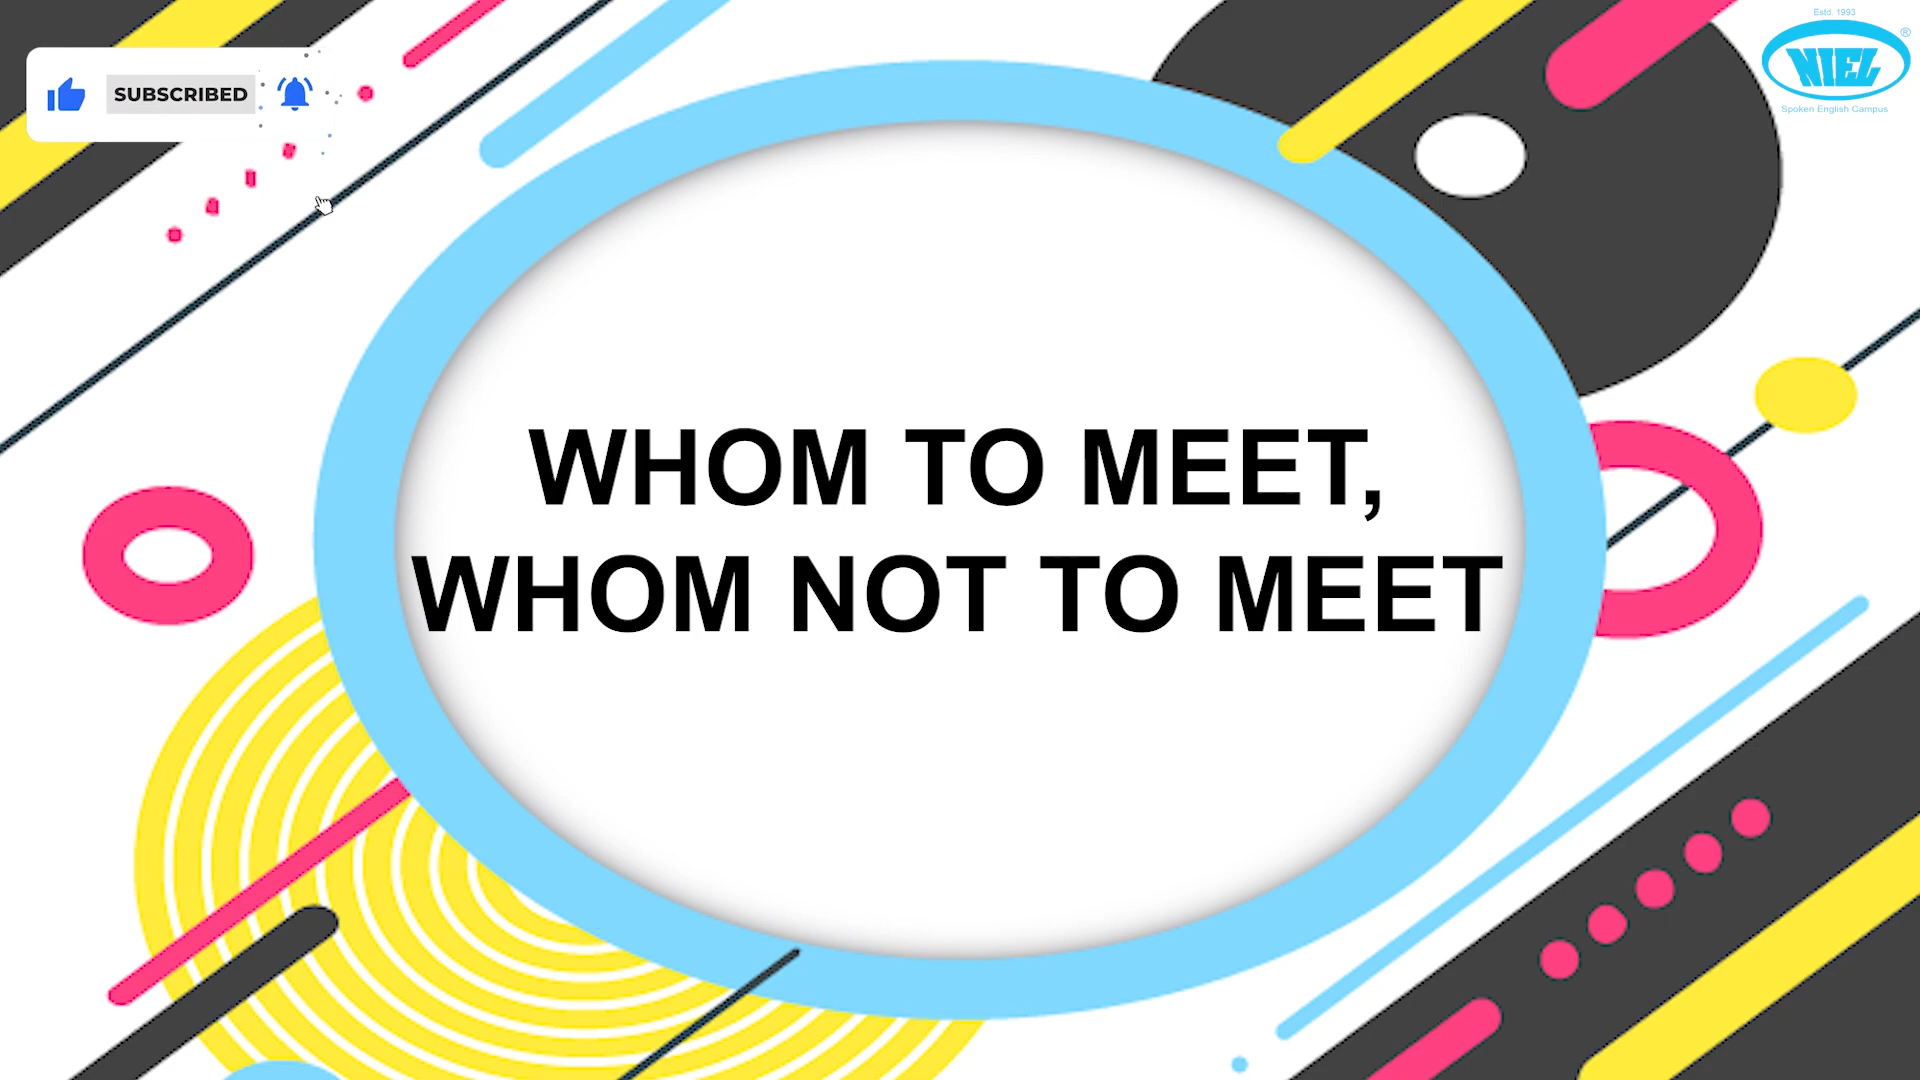 Estd. 1993
®
NIEL
Spoken English Campus
SUBSCRIBED
WHOM TO MEET,
WHOM NOT TO MEET